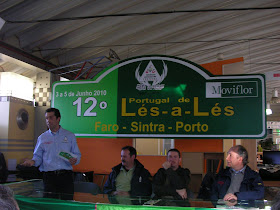 3 a 5 de Junho 2010
12º
Portugal de
Lés-a-Lés
Faro - Sintra - Porto
Moviflor